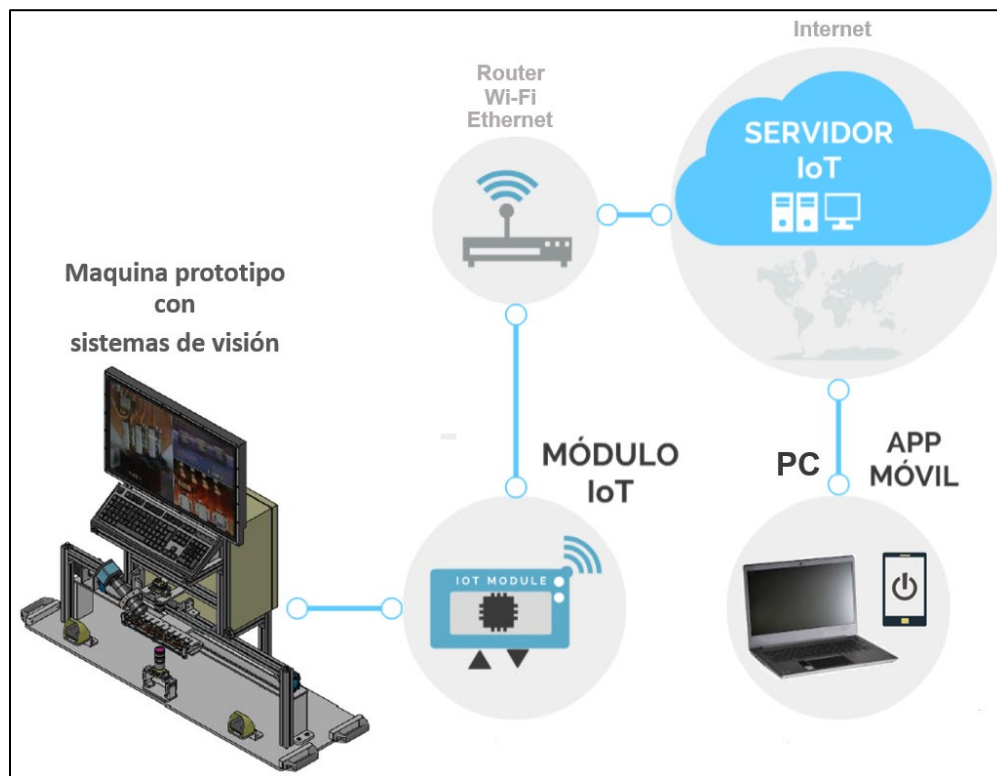 Internet
Router
Wi-Fi
Ethernet
SERVIDOR
IoT
Maquina prototipo
con
sistemas de visión
MÓDULO
IoT
PC
APP
MÓVIL
IOT MODULE